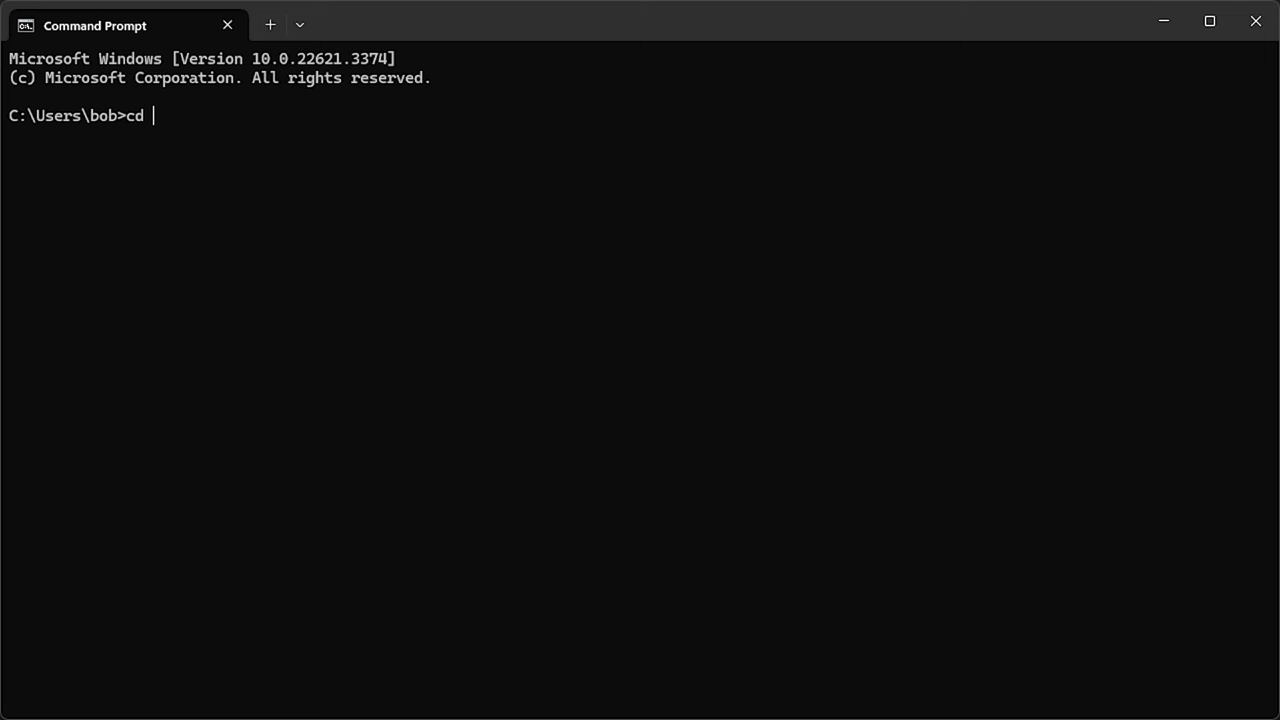 Command Prompt
Microsoft Windows [Version 10.0.22621.3374]
(c) Microsoft Corporation. All rights reserved.
C:\Users\bob>cd